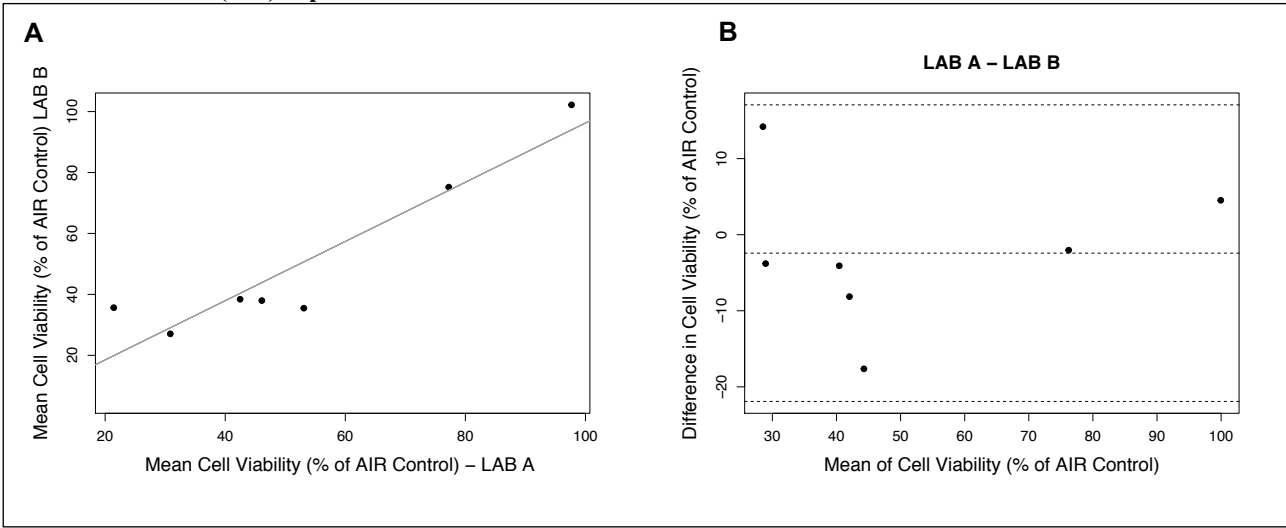 A
Mean Cell Viability (% of AIR Control) LAB B
100
80
60
40
20
20 40 60 80 100
Mean Cell Viability (% of AIR Control) – LAB A
B
LAB A – LAB B
Difference in Cell Viability (% of AIR Control)
10
0
−10
−20
30 40 50 60 70 80 90 100
Mean of Cell Viability (% of AIR Control)